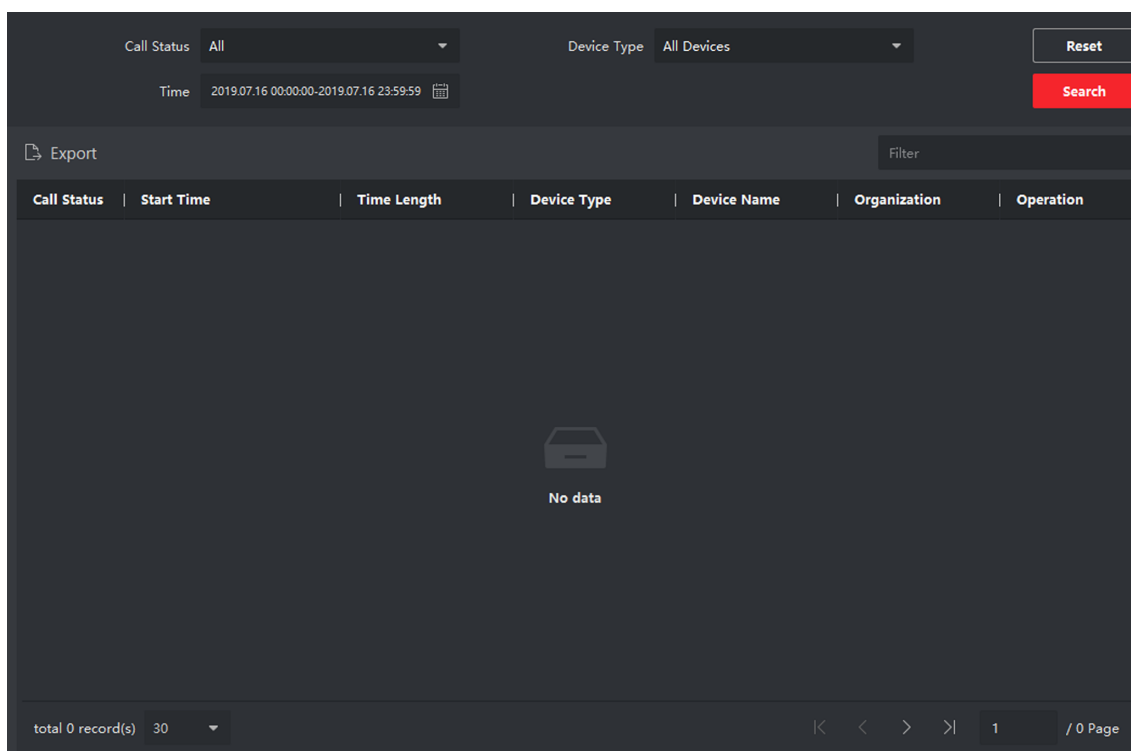 Call Status All Device Type All Devices Reset
Time 2019.07.16 00:00:00-2019.07.16 23:59:59 Search
Export Filter
Call Status | Start Time | Time Length | Device Type | Device Name | Organization | Operation
No data
total 0 record(s) 30 1 / 0 Page